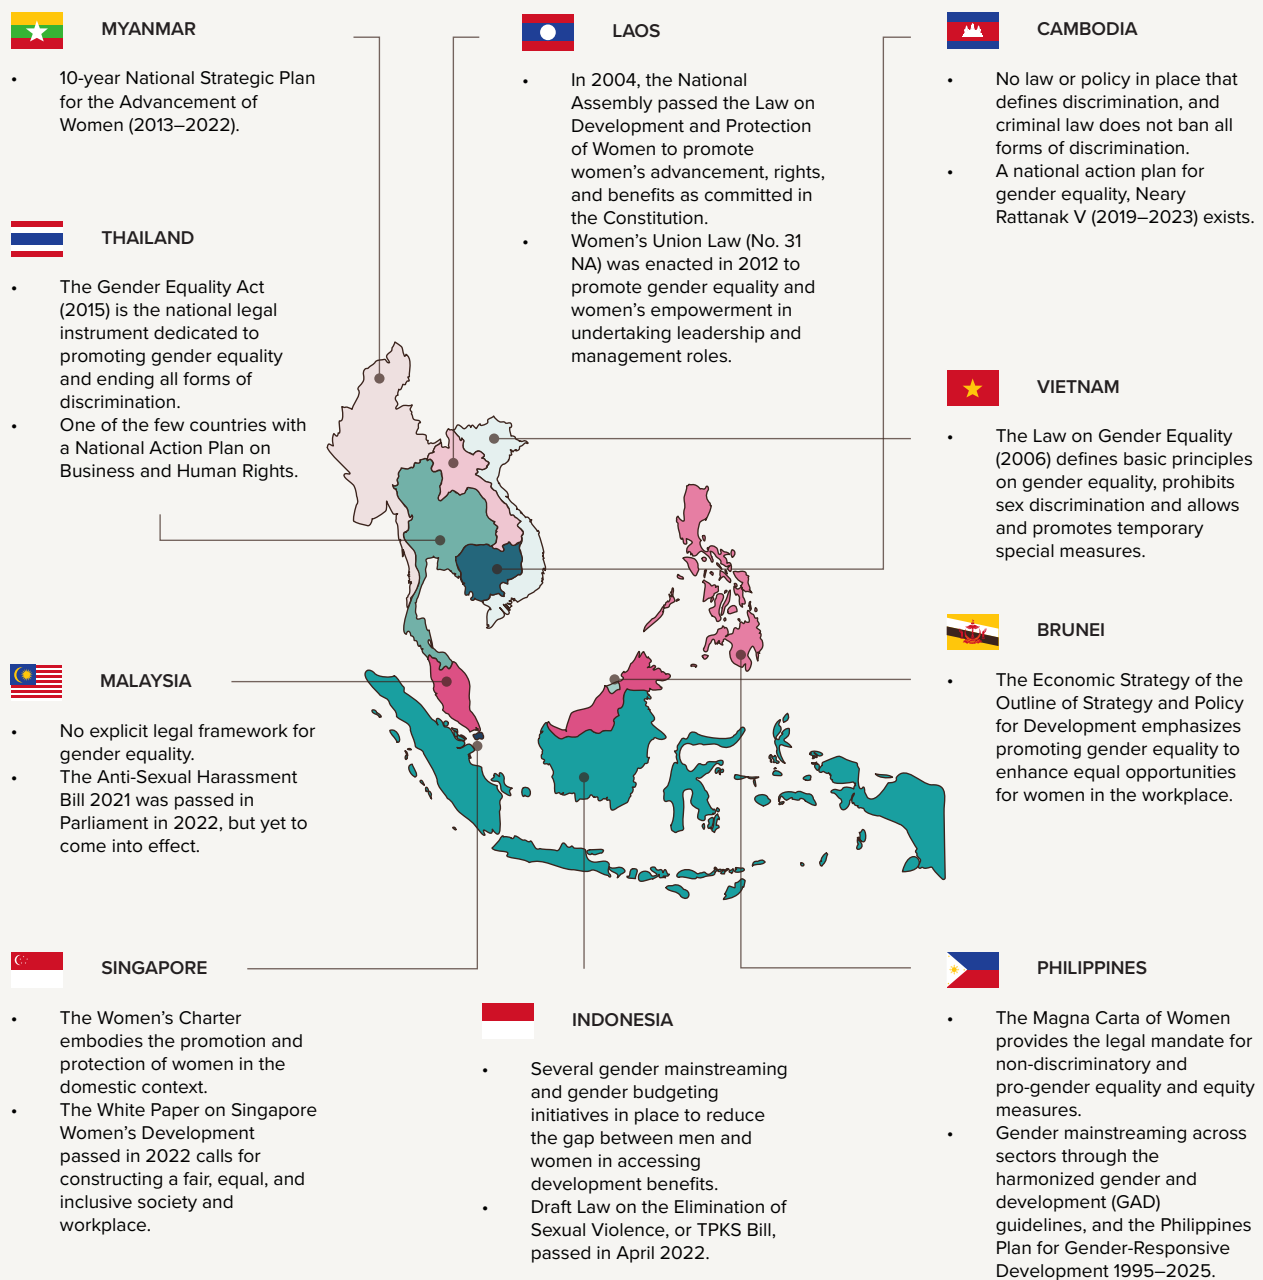 MYANMAR
• 10-year National Strategic Plan
for the Advancement of
Women (2013–2022).
LAOS
• In 2004, the National
Assembly passed the Law on
Development and Protection
of Women to promote
women’s advancement, rights,
and benefits as committed in
the Constitution.
• Women’s Union Law (No. 31
NA) was enacted in 2012 to
promote gender equality and
women’s empowerment in
undertaking leadership and
management roles.
CAMBODIA
• No law or policy in place that
defines discrimination, and
criminal law does not ban all
forms of discrimination.
• A national action plan for
gender equality, Neary
Rattanak V (2019–2023) exists.
THAILAND
• The Gender Equality Act
(2015) is the national legal
instrument dedicated to
promoting gender equality
and ending all forms of
discrimination.
• One of the few countries with
a National Action Plan on
Business and Human Rights.
VIETNAM
• The Law on Gender Equality
(2006) defines basic principles
on gender equality, prohibits
sex discrimination and allows
and promotes temporary
special measures.
BRUNEI
• The Economic Strategy of the
Outline of Strategy and Policy
for Development emphasizes
promoting gender equality to
enhance equal opportunities
for women in the workplace.
MALAYSIA
• No explicit legal framework for
gender equality.
• The Anti-Sexual Harassment
Bill 2021 was passed in
Parliament in 2022, but yet to
come into effect.
SINGAPORE
• The Women’s Charter
embodies the promotion and
protection of women in the
domestic context.
• The White Paper on Singapore
Women’s Development
passed in 2022 calls for
constructing a fair, equal, and
inclusive society and
workplace.
INDONESIA
• Several gender mainstreaming
and gender budgeting
initiatives in place to reduce
the gap between men and
women in accessing
development benefits.
• Draft Law on the Elimination of
Sexual Violence, or TPKS Bill,
passed in April 2022.
PHILIPPINES
• The Magna Carta of Women
provides the legal mandate for
non-discriminatory and
pro-gender equality and equity
measures.
• Gender mainstreaming across
sectors through the
harmonized gender and
development (GAD)
guidelines, and the Philippines
Plan for Gender-Responsive
Development 1995–2025.